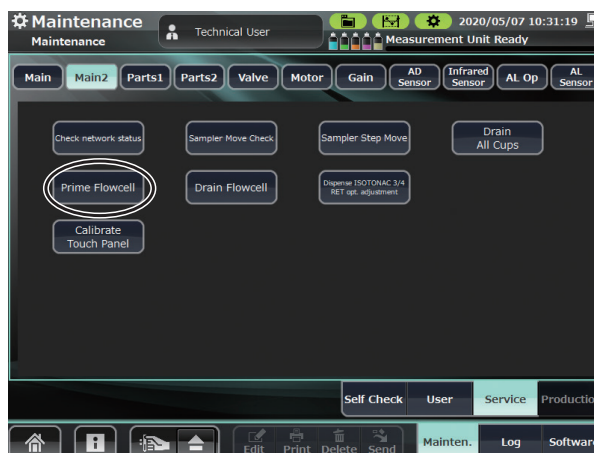 Maintenance
Maintenance
Technical User
2020/05/07 10:31:19
Measurement Unit Ready
Main
Main2
Parts1
Parts2
Valve
Motor
Gain
AD
Sensor
Infrared
Sensor
AL Op
AL
Sensor
Check network status
Sampler Move Check
Sampler Step Move
Drain
All Cups
Prime Flowcell
Drain Flowcell
Dispense ISOTONAC 3/4
RET opt. adjustment
Calibrate
Touch Panel
Self Check
User
Service
Productio
Edit
Print
Delete
Send
Mainten.
Log
Software